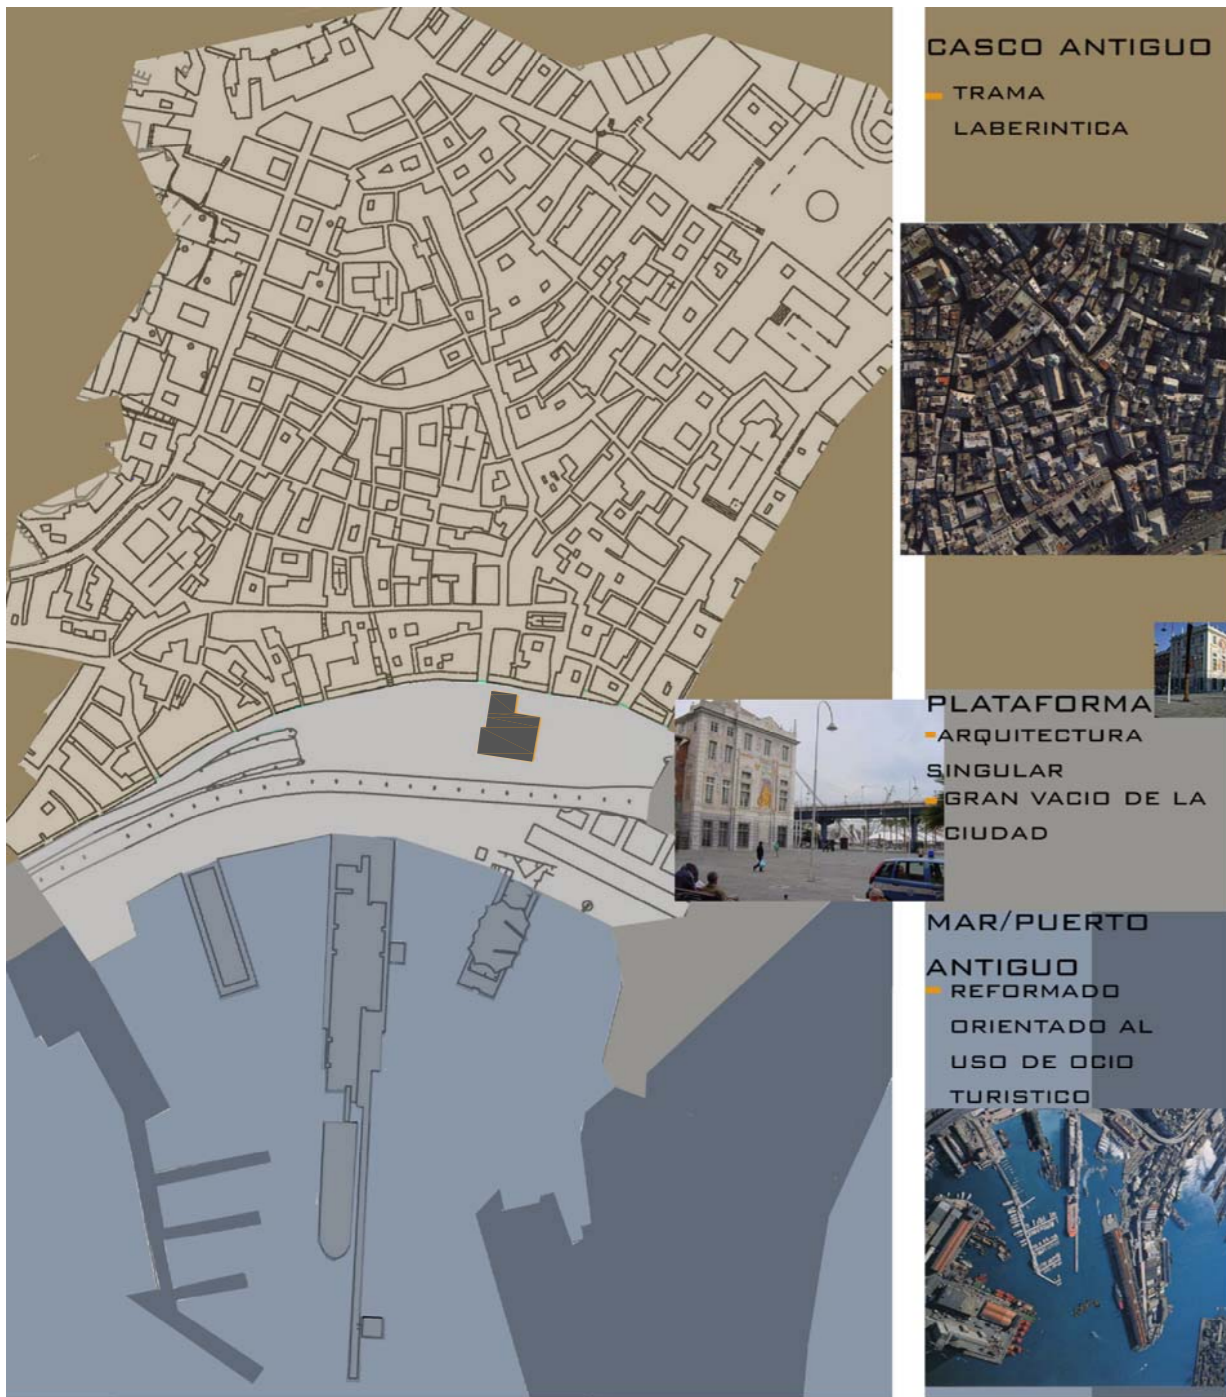 CASCO ANTIGUO
TRAMA
LABERINTICA
PLATAFORMA
ARQUITECTURA
SINGULAR
GRAN VACIO DE LA
CIUDAD
MAR/PUERTO
ANTIGUO
REFORMADO
ORIENTADO AL
USO DE OCIO
TURISTICO